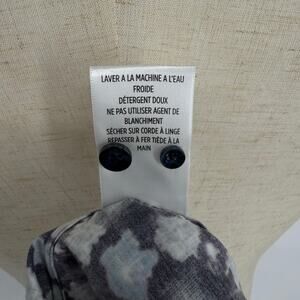 LAVER A LA MACHINE A L'EAU
FROIDE
DÉTERGENT DOUX
NE PAS UTILISER AGENT DE
BLANCHIMENT
SÉCHER SUR CORDE À LINGE
REPASSER À FER TIÈDE À LA
MAIN